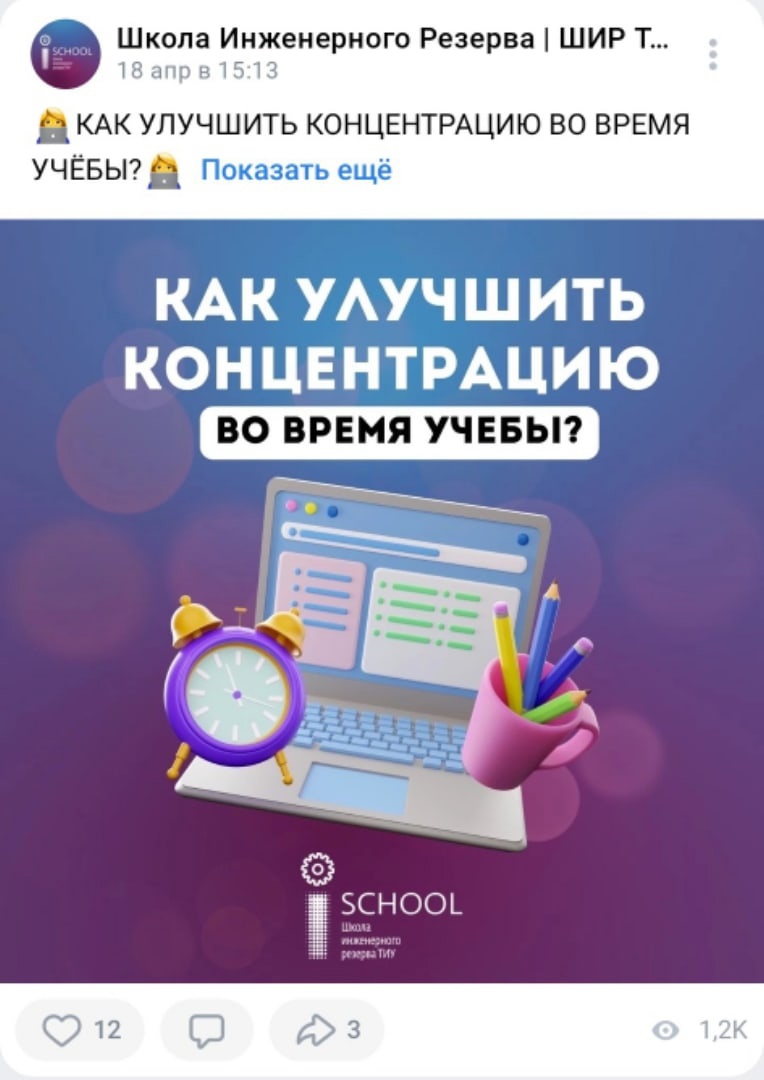 Школа Инженерного Резерва | ШИР Т...
18 апр в 15:13
КАК УЛУЧШИТЬ КОНЦЕНТРАЦИЮ ВО ВРЕМЯ
УЧЁБЫ? Показать ещё
КАК УЛУЧШИТЬ
КОНЦЕНТРАЦИЮ
ВО ВРЕМЯ УЧЕБЫ?
i SCHOOL
Школа
инженерного
резерва ТИУ
12
3
1,2K